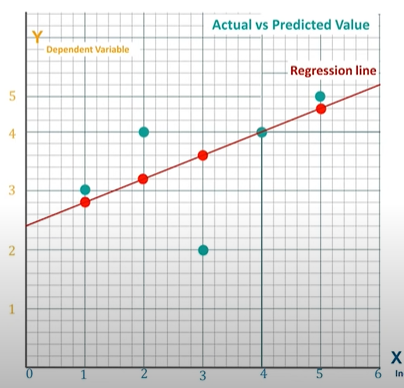 Actual vs Predicted Value
Y
Dependent Variable
Regression line
5
4
3
2
1
0 1 2 3 4 5 6
X
In